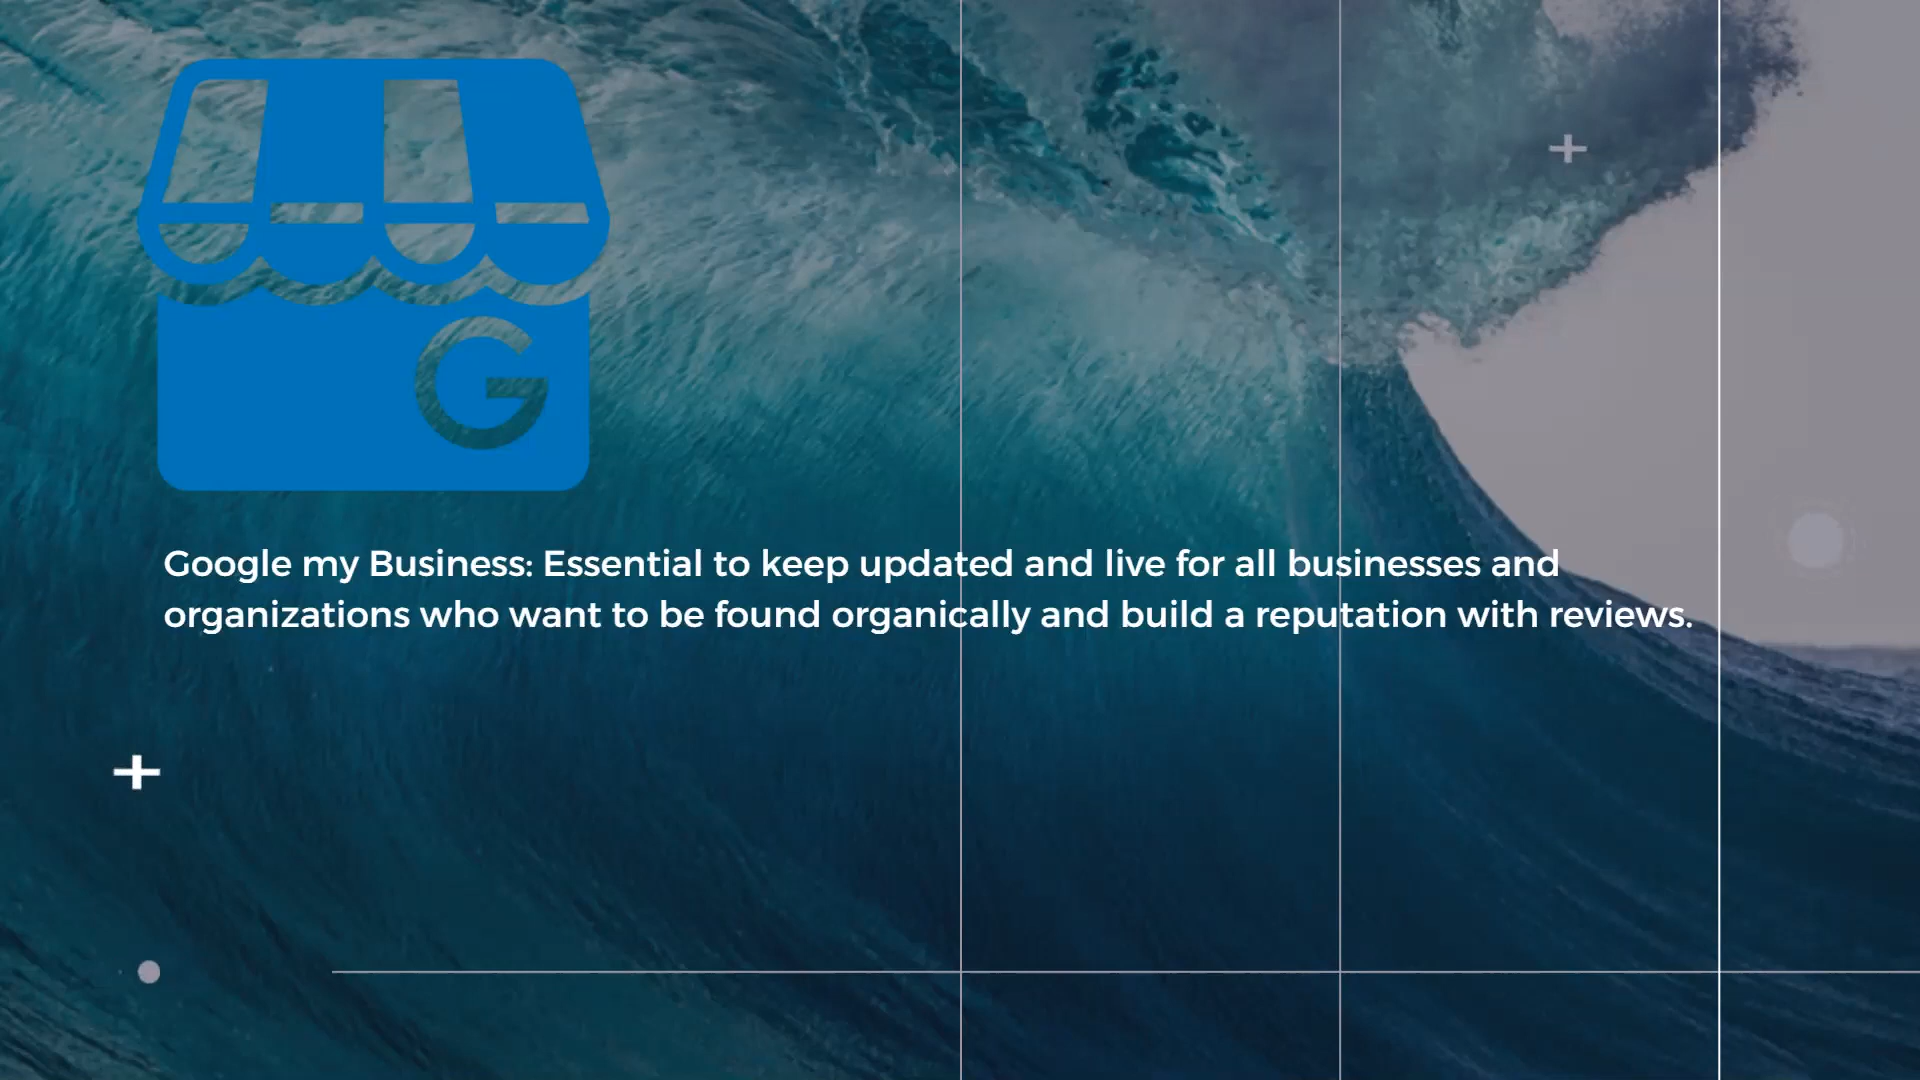 G
Google my Business: Essential to keep updated and live for all businesses and
organizations who want to be found organically and build a reputation with reviews.